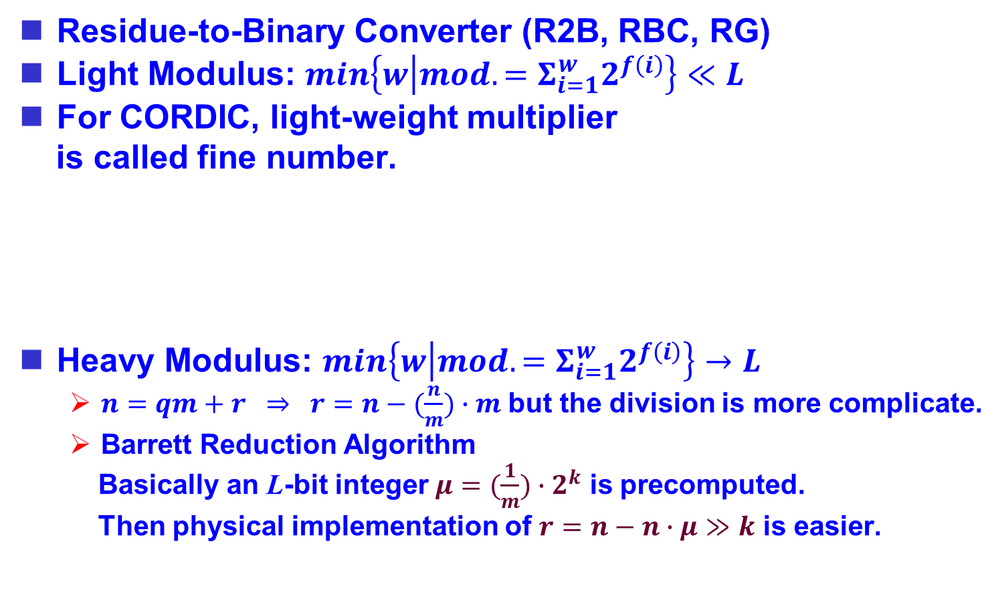 ■ Residue-to-Binary Converter (R2B, RBC, RG)
■ Light Modulus: $min\{w|mod. = \Sigma_{i=1}^{w} 2^{f(i)}\} \ll L$
■ For CORDIC, light-weight multiplier
is called fine number.
■ Heavy Modulus: $min\{w|mod. = \Sigma_{i=1}^{w} 2^{f(i)}\} \rightarrow L$
➢ $n = qm + r \Rightarrow r = n - (\frac{n}{m}) \cdot m$ but the division is more complicate.
➢ Barrett Reduction Algorithm
Basically an $L$-bit integer $\mu = (\frac{1}{m}) \cdot 2^k$ is precomputed.
Then physical implementation of $r = n - n \cdot \mu \gg k$ is easier.